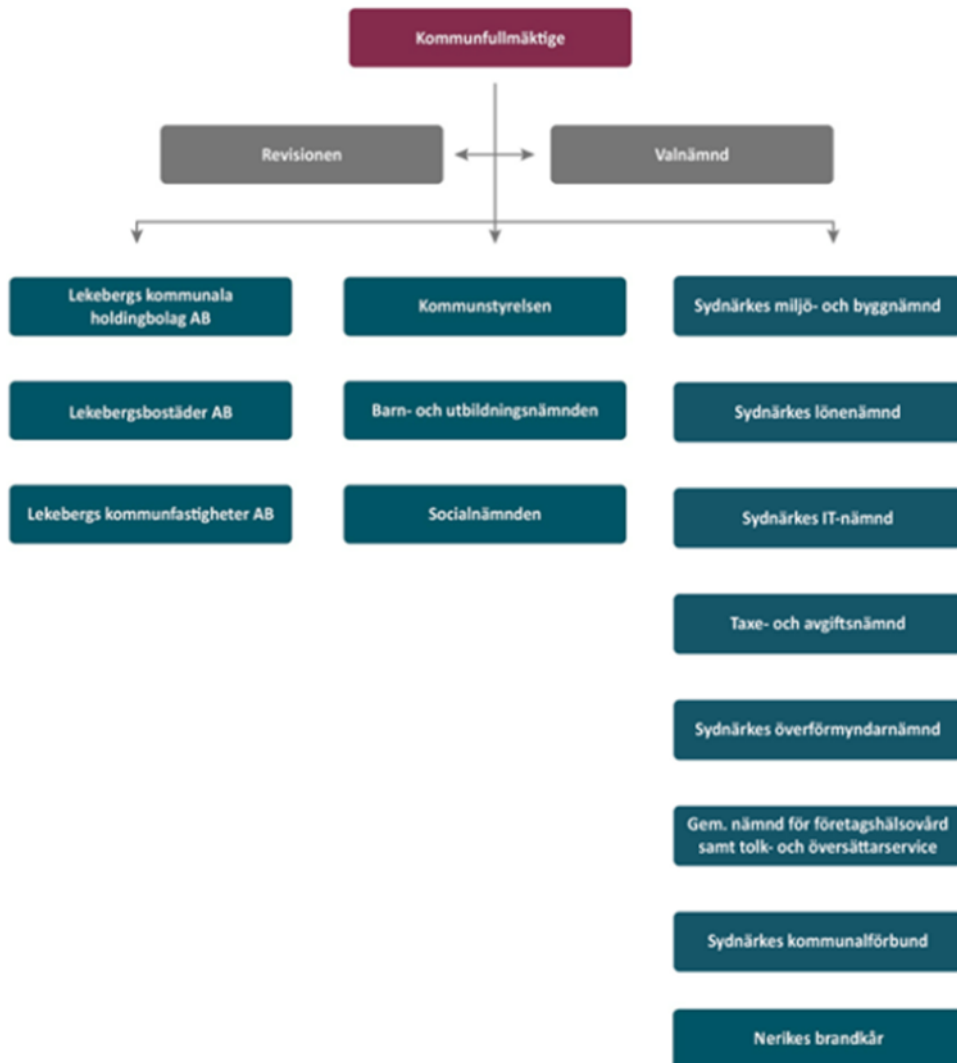 Kommunfullmäktige
Revisionen
Valnämnd
Lekebergs kommunala
holdingbolag AB
Lekebergsbostäder AB
Lekebergs kommunfastigheter AB
Kommunstyrelsen
Barn- och utbildningsnämnden
Socialnämnden
Sydnärkes miljö- och byggnämnd
Sydnärkes lönenämnd
Sydnärkes IT-nämnd
Taxe- och avgiftsnämnd
Sydnärkes överförmyndarnämnd
Gem. nämnd för företagshälsovård
samt tolk- och översättarservice
Sydnärkes kommunalförbund
Nerikes brandkår